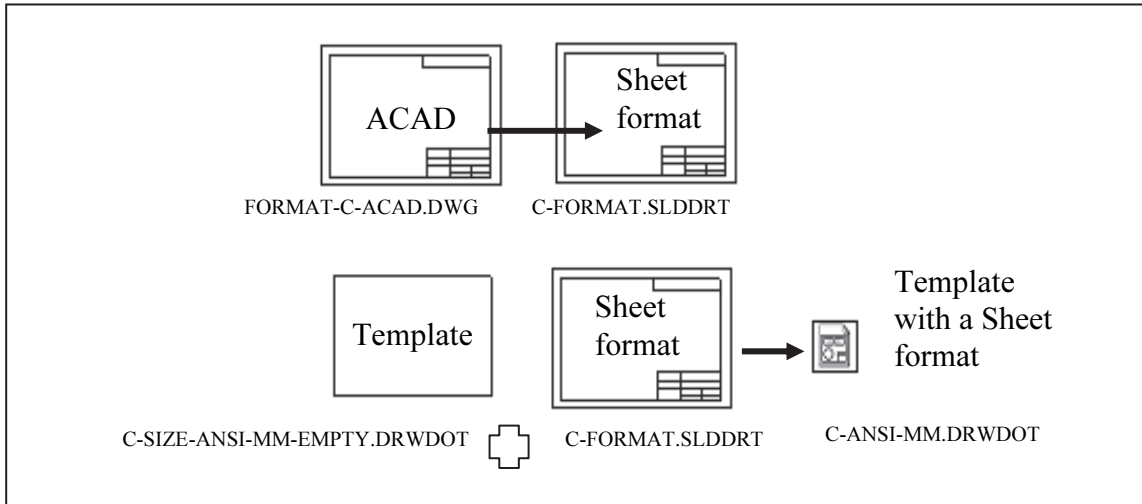 ACAD
Sheet
format
FORMAT-C-ACAD.DWG
C-FORMAT.SLDDRT
Template
Sheet
format
Template
with a Sheet
format
C-SIZE-ANSI-MM-EMPTY.DRWDOT
C-FORMAT.SLDDRT
C-ANSI-MM.DRWDOT